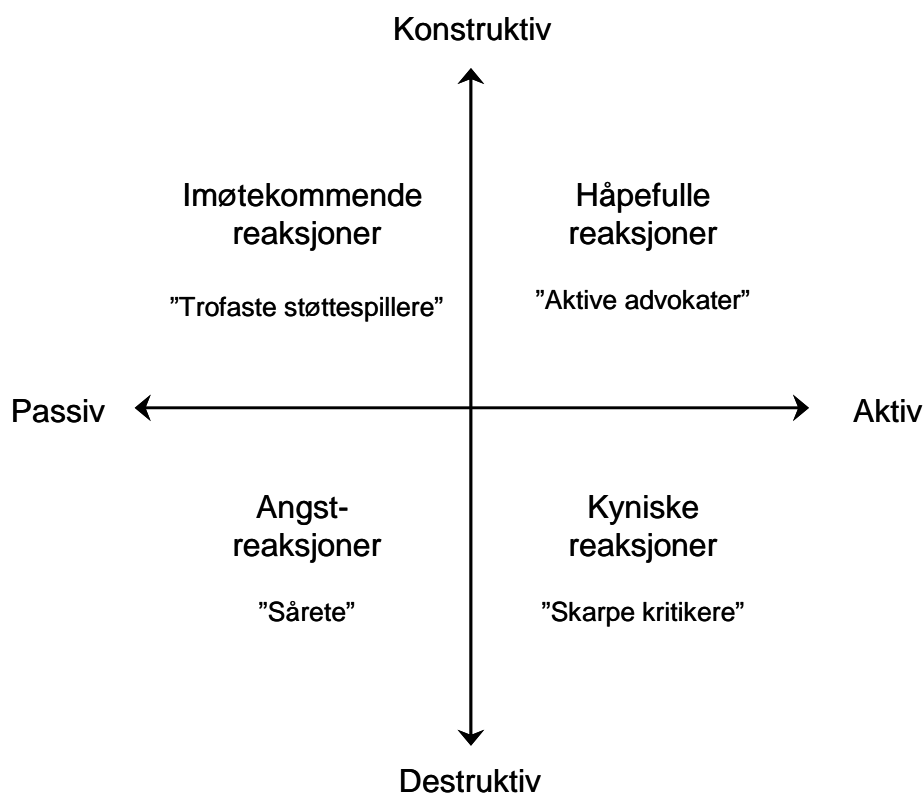 Konstruktiv
Imøtekommende
reaksjoner
”Trofaste støttespillere”
Håpefulle
reaksjoner
”Aktive advokater”
Passiv
Aktiv
Angst-
reaksjoner
”Sårete”
Kyniske
reaksjoner
”Skarpe kritikere”
Destruktiv